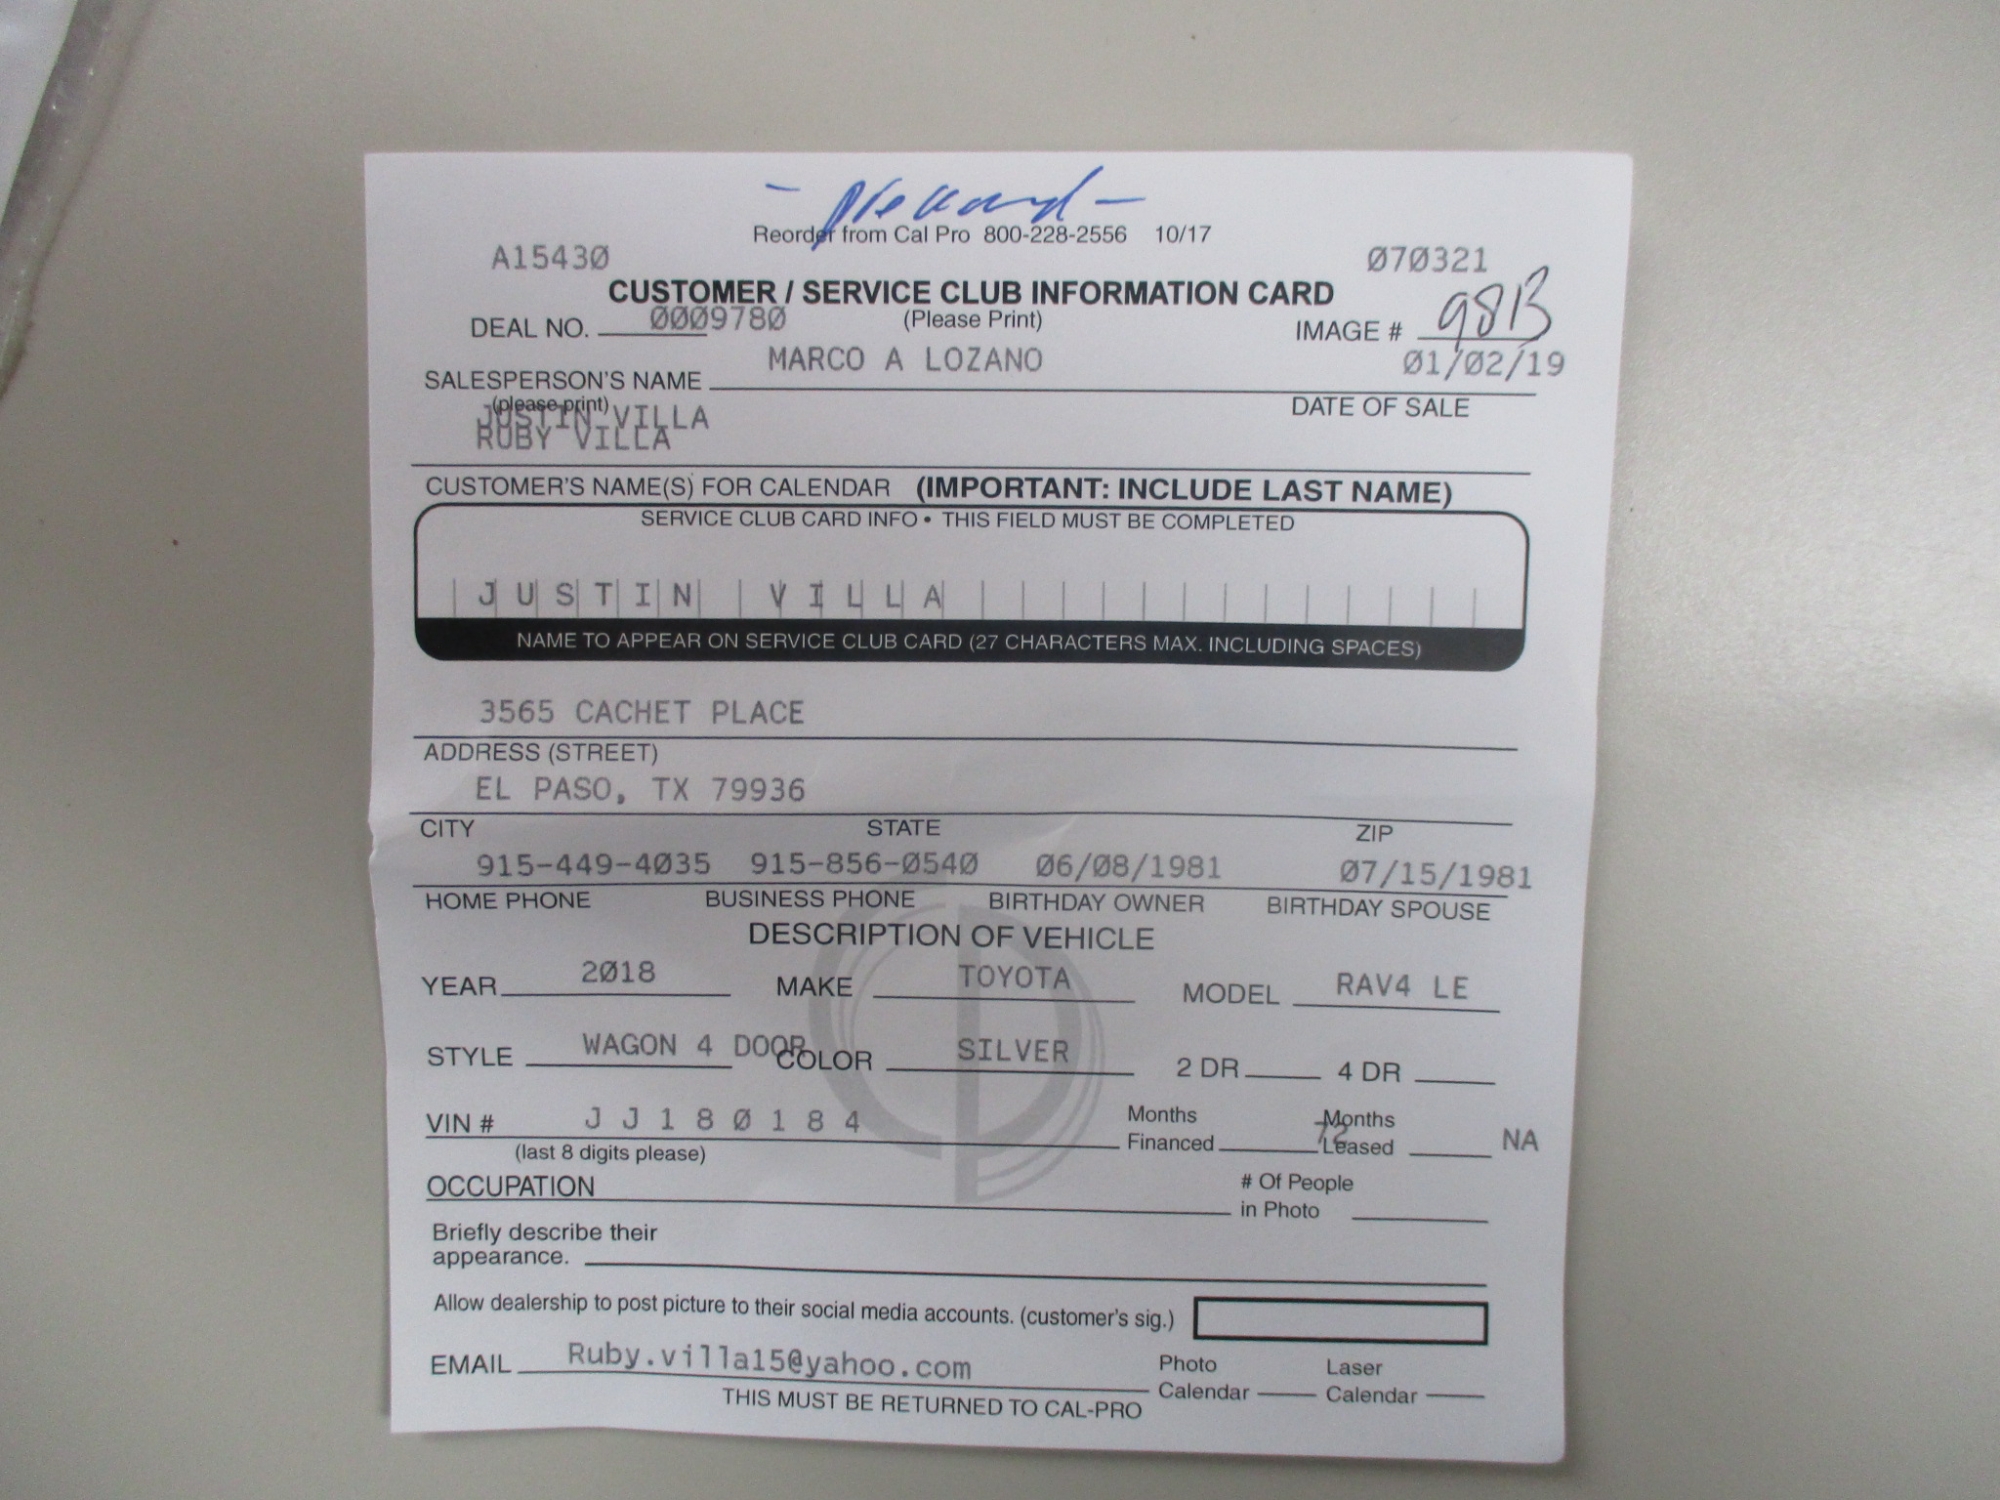 Reorder from Cal Pro 800-228-2556 10/17
A15430 070321
CUSTOMER / SERVICE CLUB INFORMATION CARD
DEAL NO. 0009780 (Please Print) IMAGE # 98B
SALESPERSON'S NAME MARCO A LOZANO 01/02/19
(please print) DATE OF SALE
JUSTIN VILLA
RUBY VILLA
CUSTOMER'S NAME(S) FOR CALENDAR (IMPORTANT: INCLUDE LAST NAME)
SERVICE CLUB CARD INFO • THIS FIELD MUST BE COMPLETED
JUSTIN VILLA
NAME TO APPEAR ON SERVICE CLUB CARD (27 CHARACTERS MAX. INCLUDING SPACES)
3565 CACHET PLACE
ADDRESS (STREET)
EL PASO, TX 79936
CITY STATE ZIP
915-449-4035 915-856-0540 06/08/1981 07/15/1981
HOME PHONE BUSINESS PHONE BIRTHDAY OWNER BIRTHDAY SPOUSE
DESCRIPTION OF VEHICLE
YEAR 2018 MAKE TOYOTA MODEL RAV4 LE
STYLE WAGON 4 DOOR COLOR SILVER 2 DR 4 DR
VIN # JJ180184 Months Financed 72 Months Leased NA
(last 8 digits please)
OCCUPATION # Of People in Photo
Briefly describe their
appearance.
Allow dealership to post picture to their social media accounts. (customer's sig.)
EMAIL Ruby.villa15@yahoo.com Photo Calendar Laser Calendar
THIS MUST BE RETURNED TO CAL-PRO